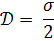 𝒟 = σ/2